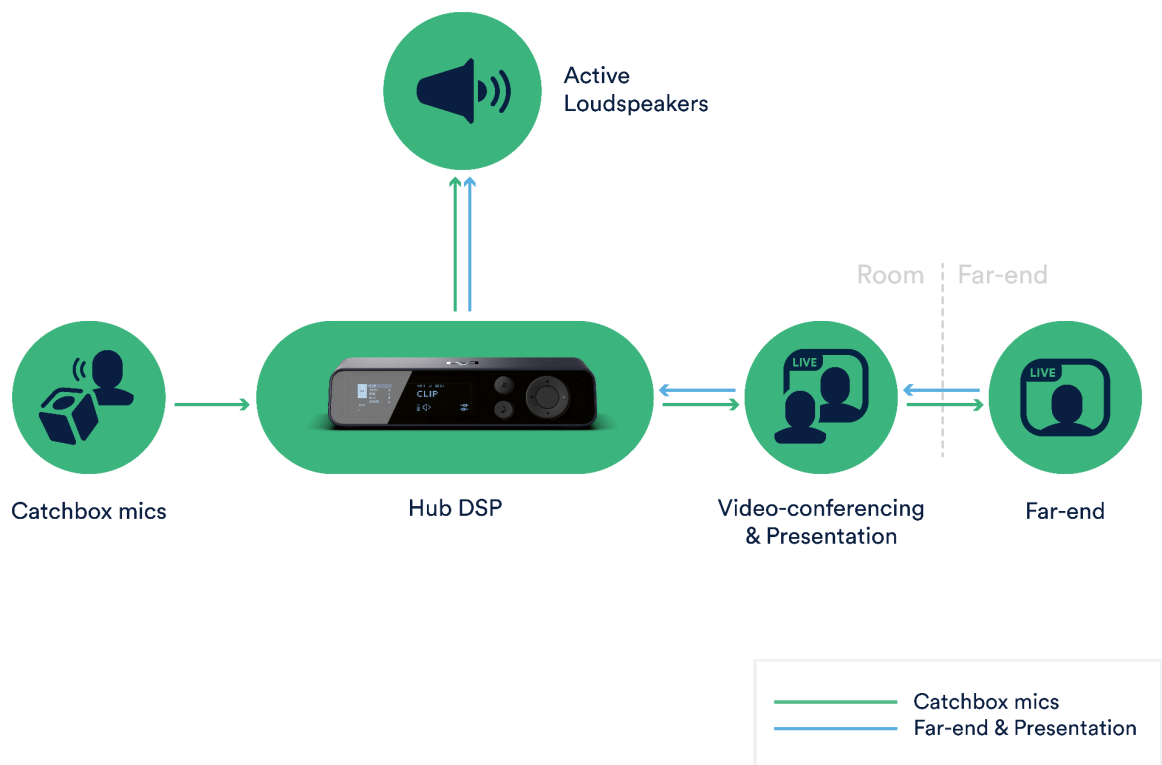 Active
Loudspeakers
Room
Far-end
LIVE
LIVE
CLIP
Catchbox mics
Hub DSP
Video-conferencing
& Presentation
Far-end
Catchbox mics
Far-end & Presentation